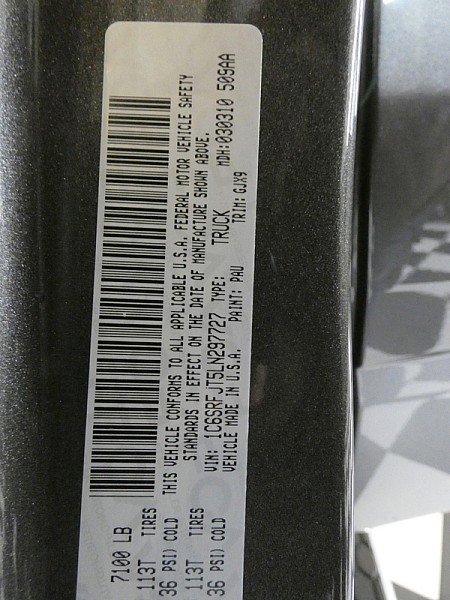 7100 LB
113T TIRES
36 PSI) COLD
113T TIRES
36 PSI) COLD
THIS VEHICLE CONFORMS TO ALL APPLICABLE U.S.A. FEDERAL MOTOR VEHICLE SAFETY
STANDARDS IN EFFECT ON THE DATE OF MANUFACTURE SHOWN ABOVE.
VIN: 1C6SRFJT5LN297727 TYPE: TRUCK MDH:030310 509AA
VEHICLE MADE IN U.S.A. PAINT: PAU TRIM: GJX9